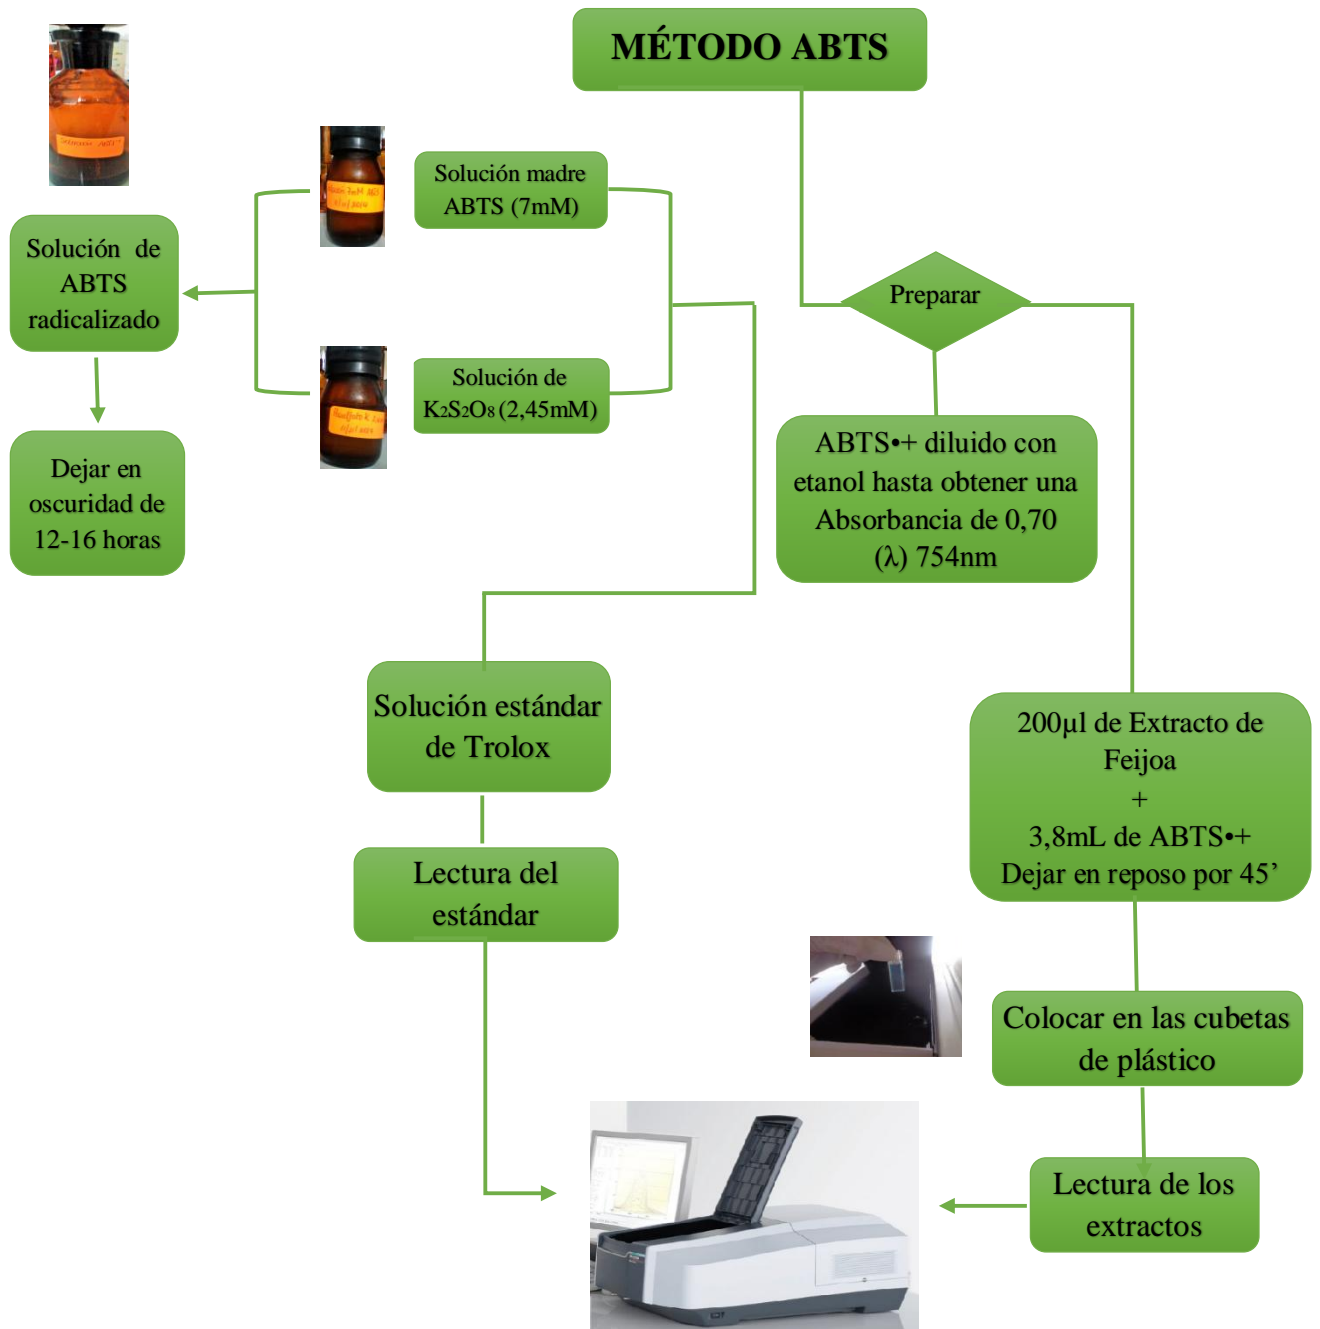 MÉTODO ABTS
Solución madre
ABTS (7mM)
Solución de
ABTS
radicalizado
Preparar
Solución de
K₂S₂O₈ (2,45mM)
Dejar en
oscuridad de
12-16 horas
ABTS•+ diluido con
etanol hasta obtener una
Absorbancia de 0,70
(λ) 754nm
Solución estándar
de Trolox
200µl de Extracto de
Feijoa
+
3,8mL de ABTS•+
Dejar en reposo por 45’
Lectura del
estándar
Colocar en las cubetas
de plástico
Lectura de los
extractos